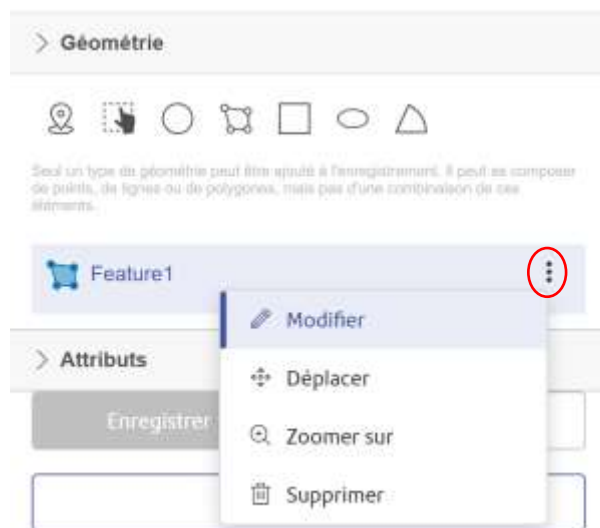 Géométrie
Seul un type de géométrie peut être ajouté à l'enregistrement. Il peut se composer
de points, de lignes ou de polygones, mais pas d'une combinaison de ces
éléments.
Feature1
Modifier
Attributs
Déplacer
Enregistrer
Zoomer sur
Supprimer